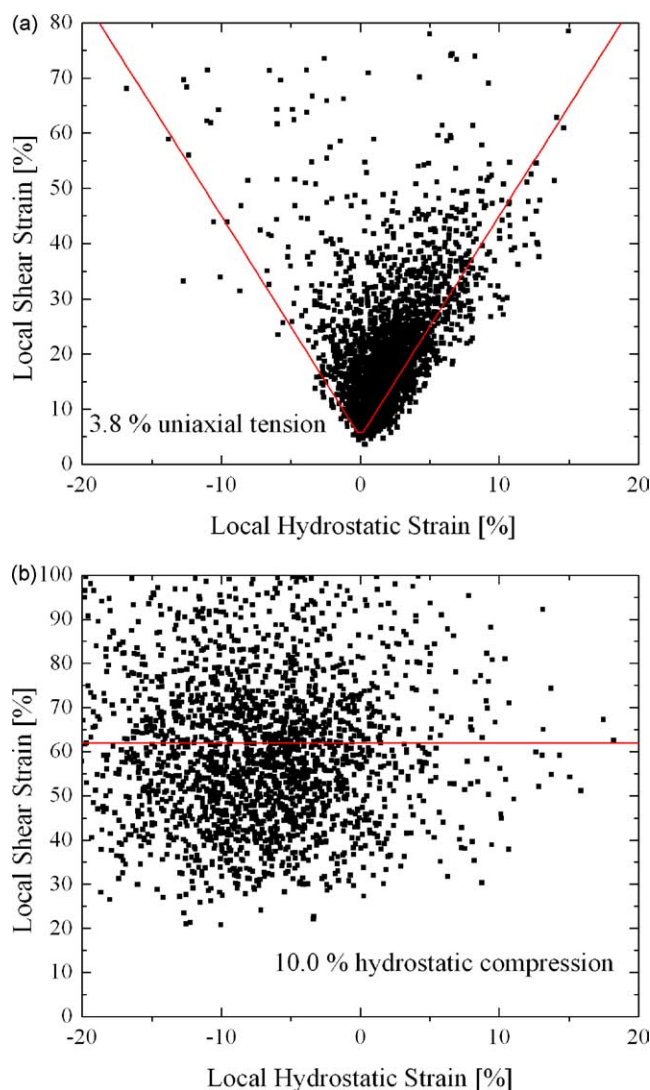 (a)
80
70
60
50
40
30
20
10
0
Local Shear Strain [%]
3.8 % uniaxial tension
-20 -10 0 10 20
Local Hydrostatic Strain [%]
(b)
100
90
80
70
60
50
40
30
20
10
0
Local Shear Strain [%]
10.0 % hydrostatic compression
-20 -10 0 10 20
Local Hydrostatic Strain [%]